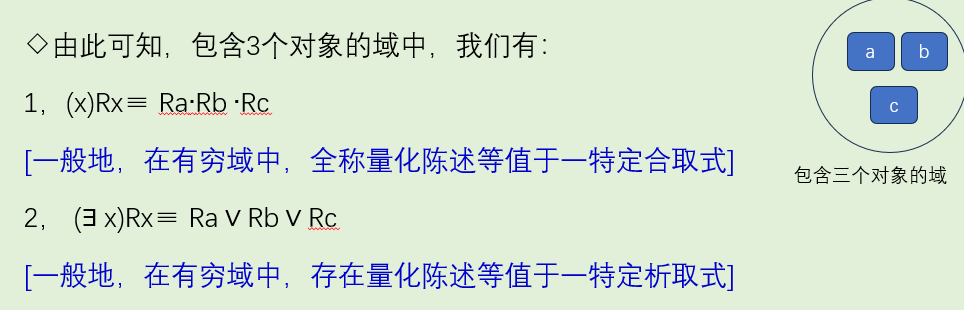 ◇由此可知，包含3个对象的域中，我们有：
1，(x)Rx≡ Ra·Rb ·Rc
[一般地，在有穷域中，全称量化陈述等值于一特定合取式]
2， (∃ x)Rx≡ Ra ∨ Rb ∨ Rc
[一般地，在有穷域中，存在量化陈述等值于一特定析取式]
a b
c
包含三个对象的域